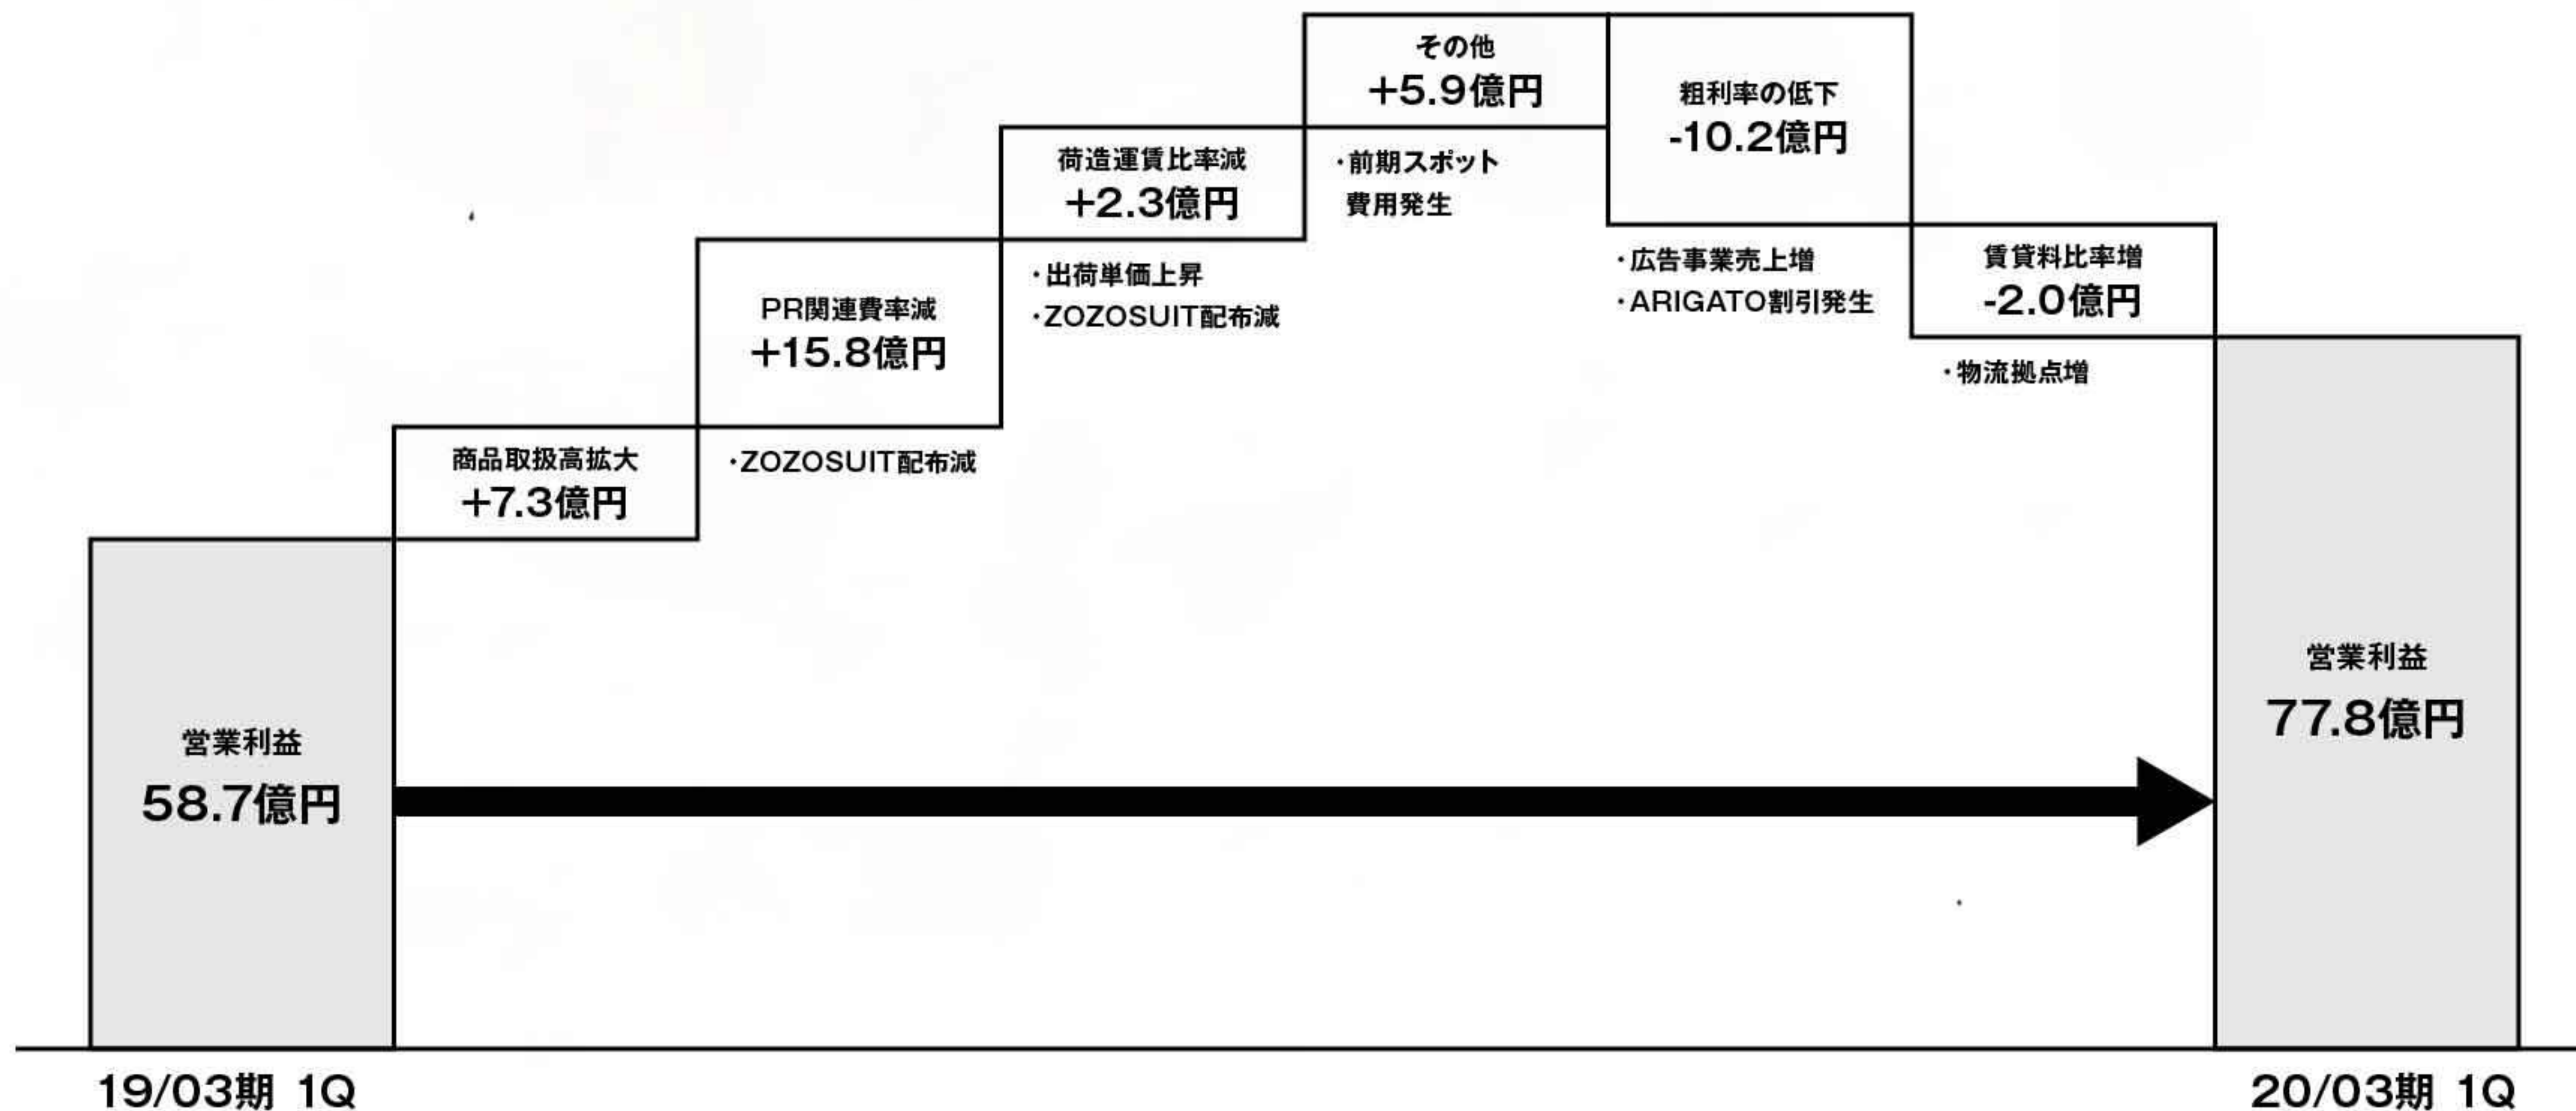 営業利益
58.7億円
商品取扱高拡大
+7.3億円
PR関連費率減
+15.8億円
・ZOZOSUIT配布減
荷造運賃比率減
+2.3億円
・出荷単価上昇
・ZOZOSUIT配布減
その他
+5.9億円
・前期スポット
費用発生
粗利率の低下
-10.2億円
・広告事業売上増
・ARIGATO割引発生
賃貸料比率増
-2.0億円
・物流拠点増
営業利益
77.8億円
19/03期 1Q
20/03期 1Q